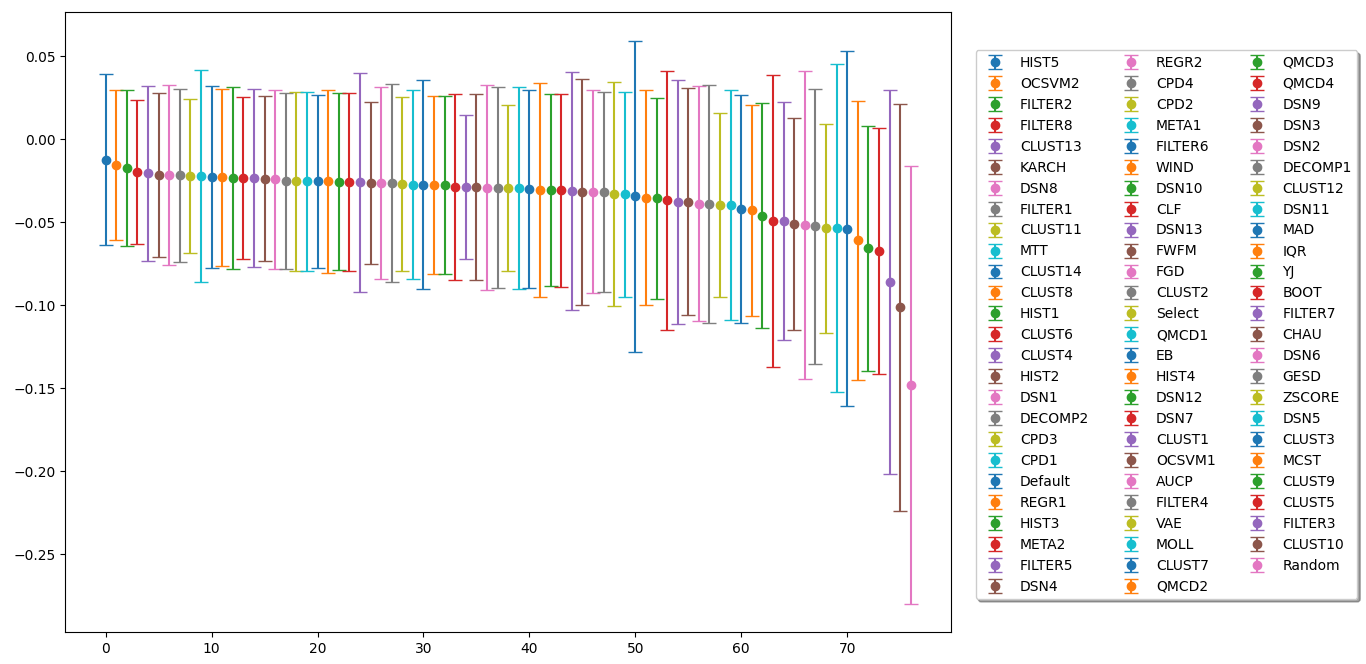 0.05
0.00
−0.05
−0.10
−0.15
−0.20
−0.25
0 10 20 30 40 50 60 70
HIST5
OCSVM2
FILTER2
FILTER8
CLUST13
KARCH
DSN8
FILTER1
CLUST11
MTT
CLUST14
CLUST8
HIST1
CLUST6
CLUST4
HIST2
DSN1
DECOMP2
CPD3
CPD1
Default
REGR1
HIST3
META2
FILTER5
DSN4
REGR2
CPD4
CPD2
META1
FILTER6
WIND
DSN10
CLF
DSN13
FWFM
FGD
CLUST2
Select
QMCD1
EB
HIST4
DSN12
DSN7
CLUST1
OCSVM1
AUCP
FILTER4
VAE
MOLL
CLUST7
QMCD2
QMCD3
QMCD4
DSN9
DSN3
DSN2
DECOMP1
CLUST12
DSN11
MAD
IQR
YJ
BOOT
FILTER7
CHAU
DSN6
GESD
ZSCORE
DSN5
CLUST3
MCST
CLUST9
CLUST5
FILTER3
CLUST10
Random